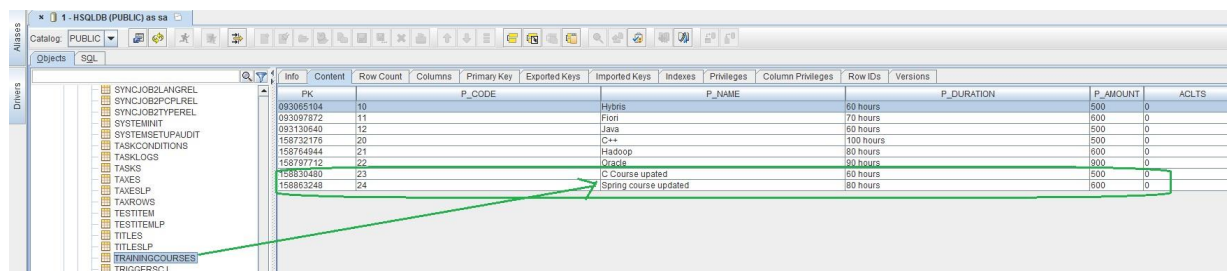 1 - HSQLDB (PUBLIC) as sa
Aliases
Drivers
Catalog: PUBLIC
Objects SQL
SYNCJOB2LANGREL
SYNCJOB2PCPLREL
SYNCJOB2TYPEREL
SYSTEMINIT
SYSTEMSETUPAUDIT
TASKCONDITIONS
TASKLOGS
TASKS
TAXES
TAXESLP
TAXROWS
TESTITEM
TESTITEMLP
TITLES
TITLESLP
TRAININGCOURSES
TRIGGERSCJ
Info Content Row Count Columns Primary Key Exported Keys Imported Keys Indexes Privileges Column Privileges Row IDs Versions
PK P_CODE P_NAME P_DURATION P_AMOUNT ACLTS
093065104 10 Hybris 60 hours 500 0
093097872 11 Fiori 70 hours 600 0
093130640 12 Java 60 hours 500 0
158732176 20 C++ 100 hours 500 0
158764944 21 Hadoop 80 hours 600 0
158797712 22 Oracle 90 hours 900 0
158830480 23 C Course upated 60 hours 500 0
158863248 24 Spring course updated 80 hours 600 0